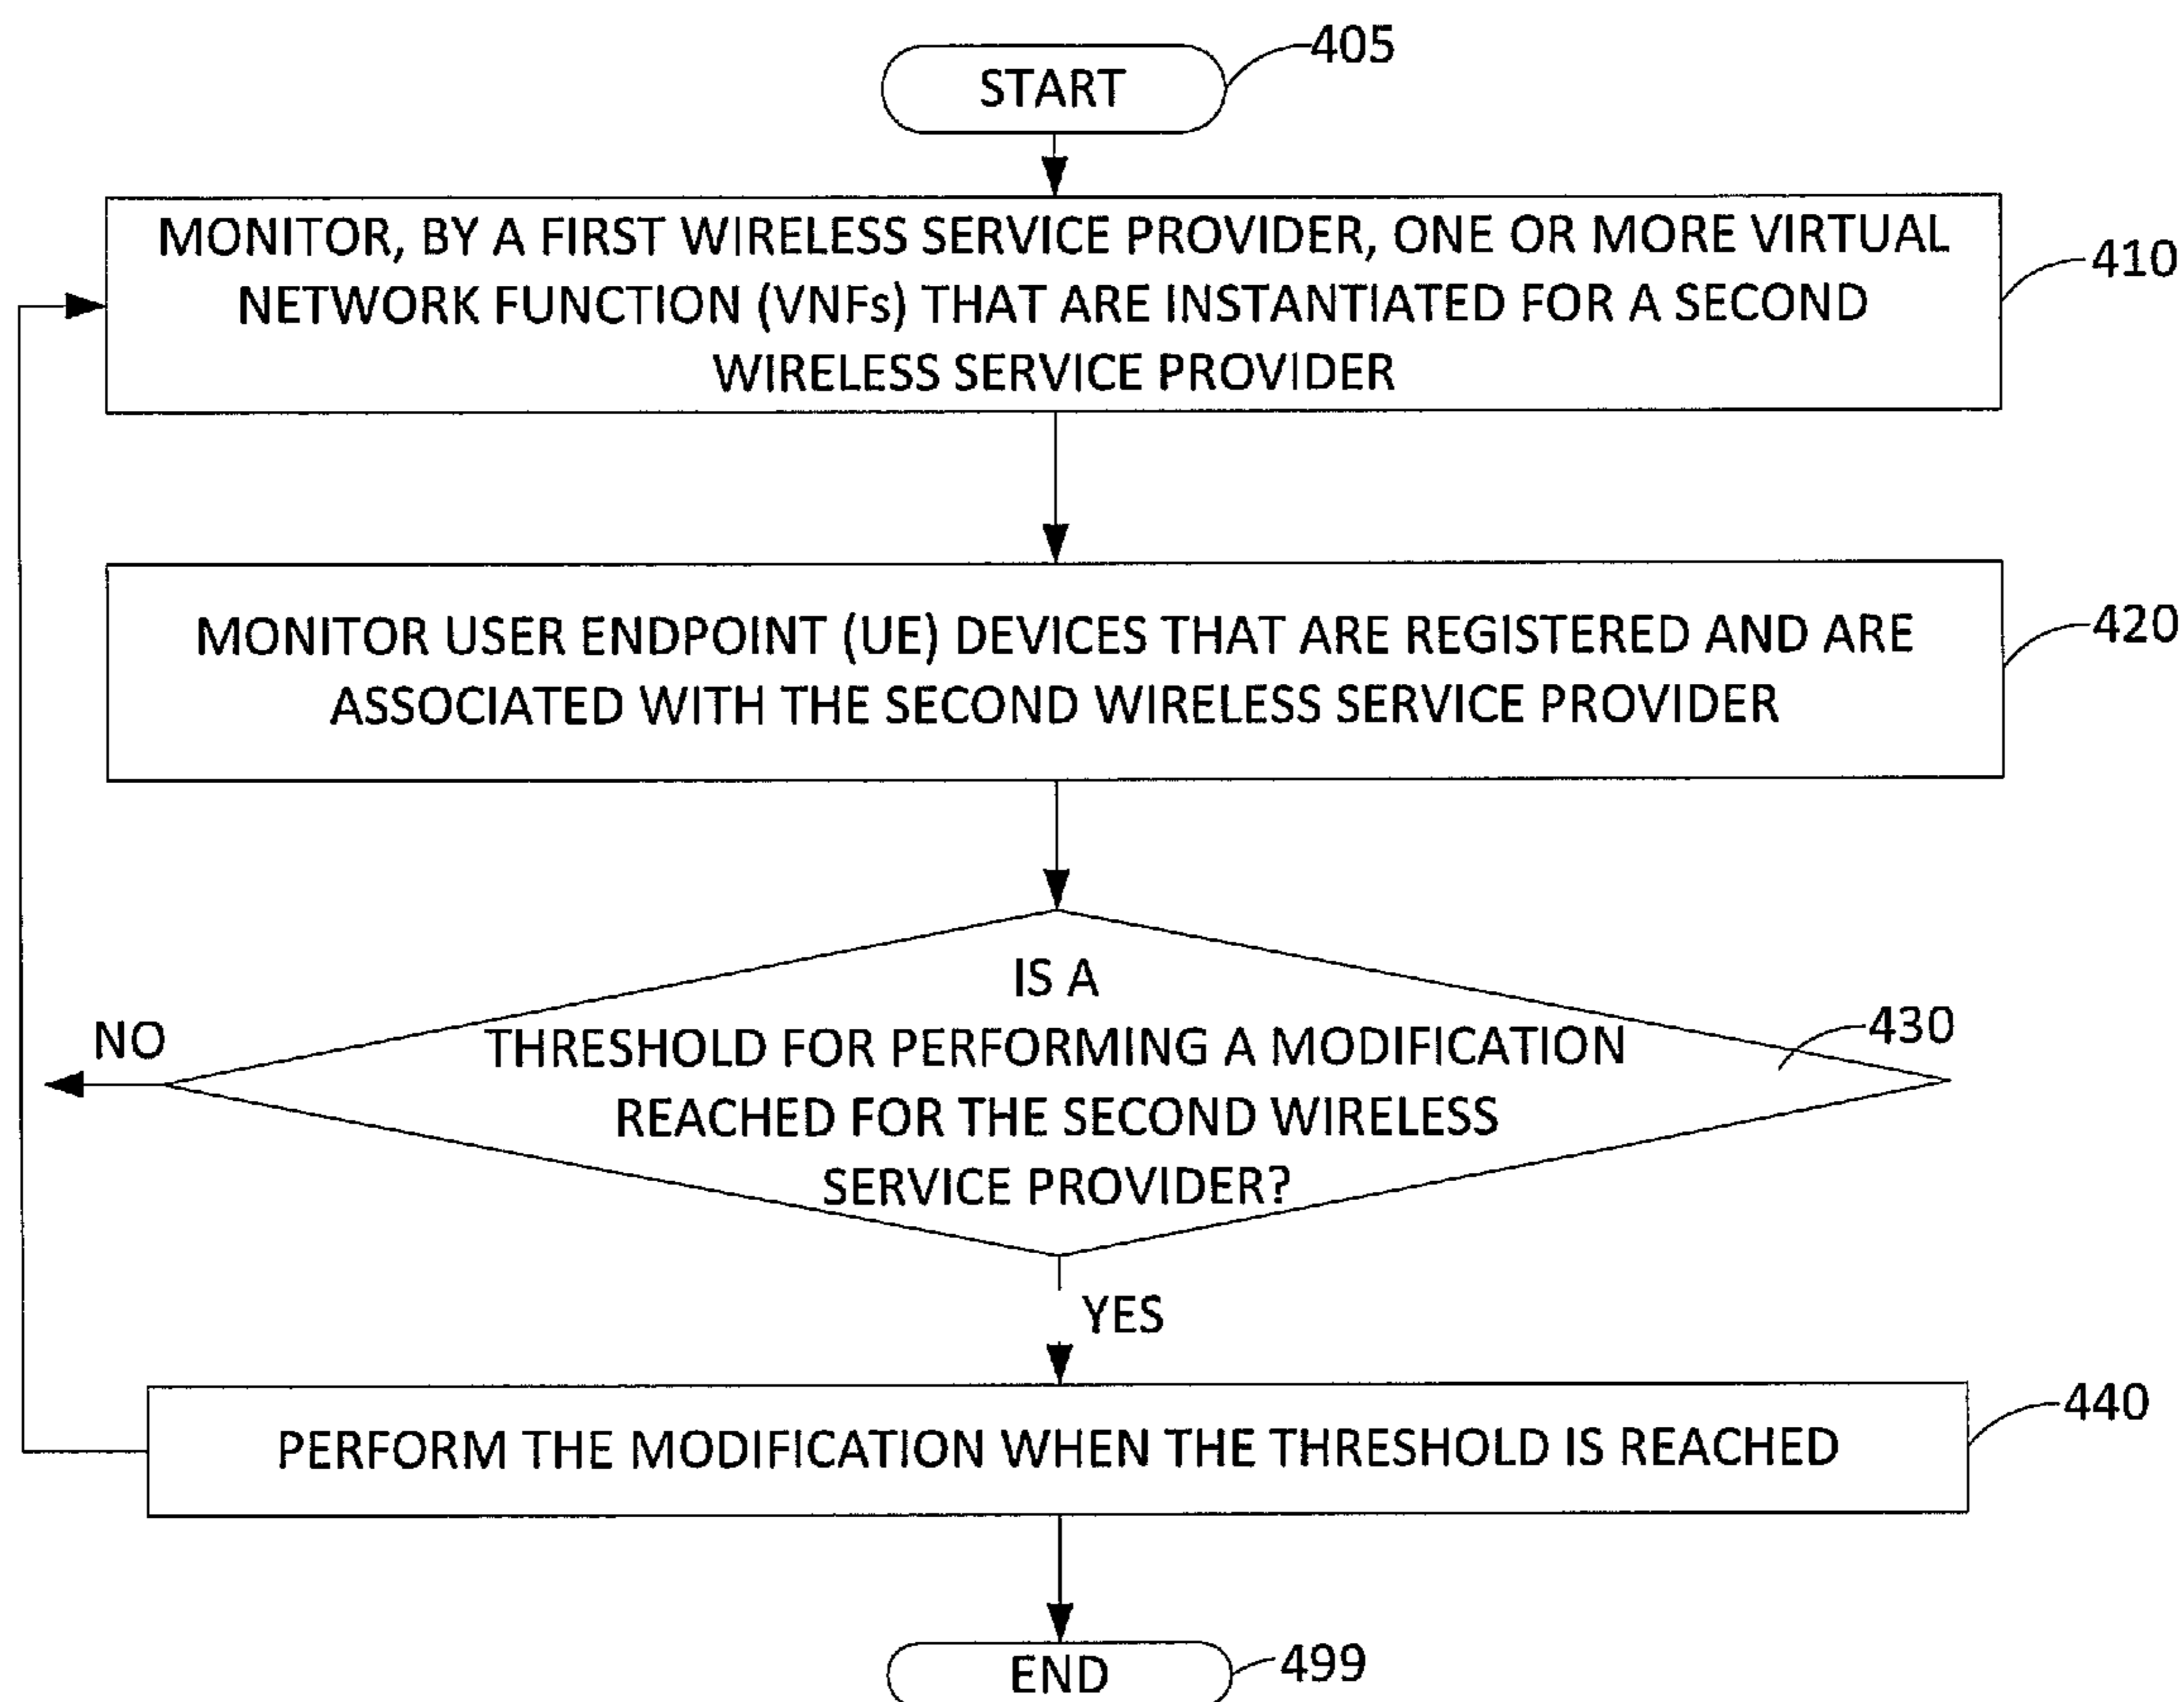 START
405
MONITOR, BY A FIRST WIRELESS SERVICE PROVIDER, ONE OR MORE VIRTUAL
NETWORK FUNCTION (VNFs) THAT ARE INSTANTIATED FOR A SECOND
WIRELESS SERVICE PROVIDER
410
MONITOR USER ENDPOINT (UE) DEVICES THAT ARE REGISTERED AND ARE
ASSOCIATED WITH THE SECOND WIRELESS SERVICE PROVIDER
420
IS A
THRESHOLD FOR PERFORMING A MODIFICATION
REACHED FOR THE SECOND WIRELESS
SERVICE PROVIDER?
430
NO
YES
PERFORM THE MODIFICATION WHEN THE THRESHOLD IS REACHED
440
END
499